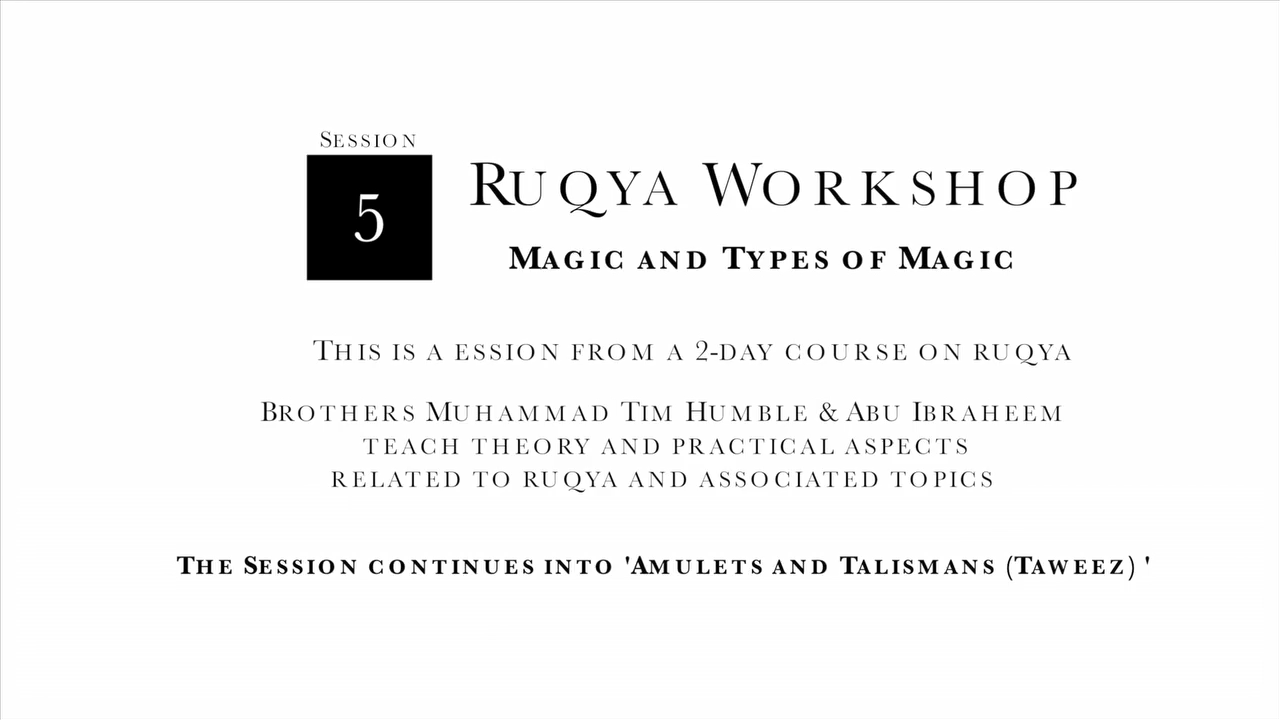 Session
5
Ruqya Workshop
Magic and Types of Magic
This is a ession from a 2-day course on ruqya
Brothers Muhammad Tim Humble & Abu Ibraheem
teach theory and practical aspects
related to ruqya and associated topics
The Session continues into 'Amulets and Talismans (Taweez) '